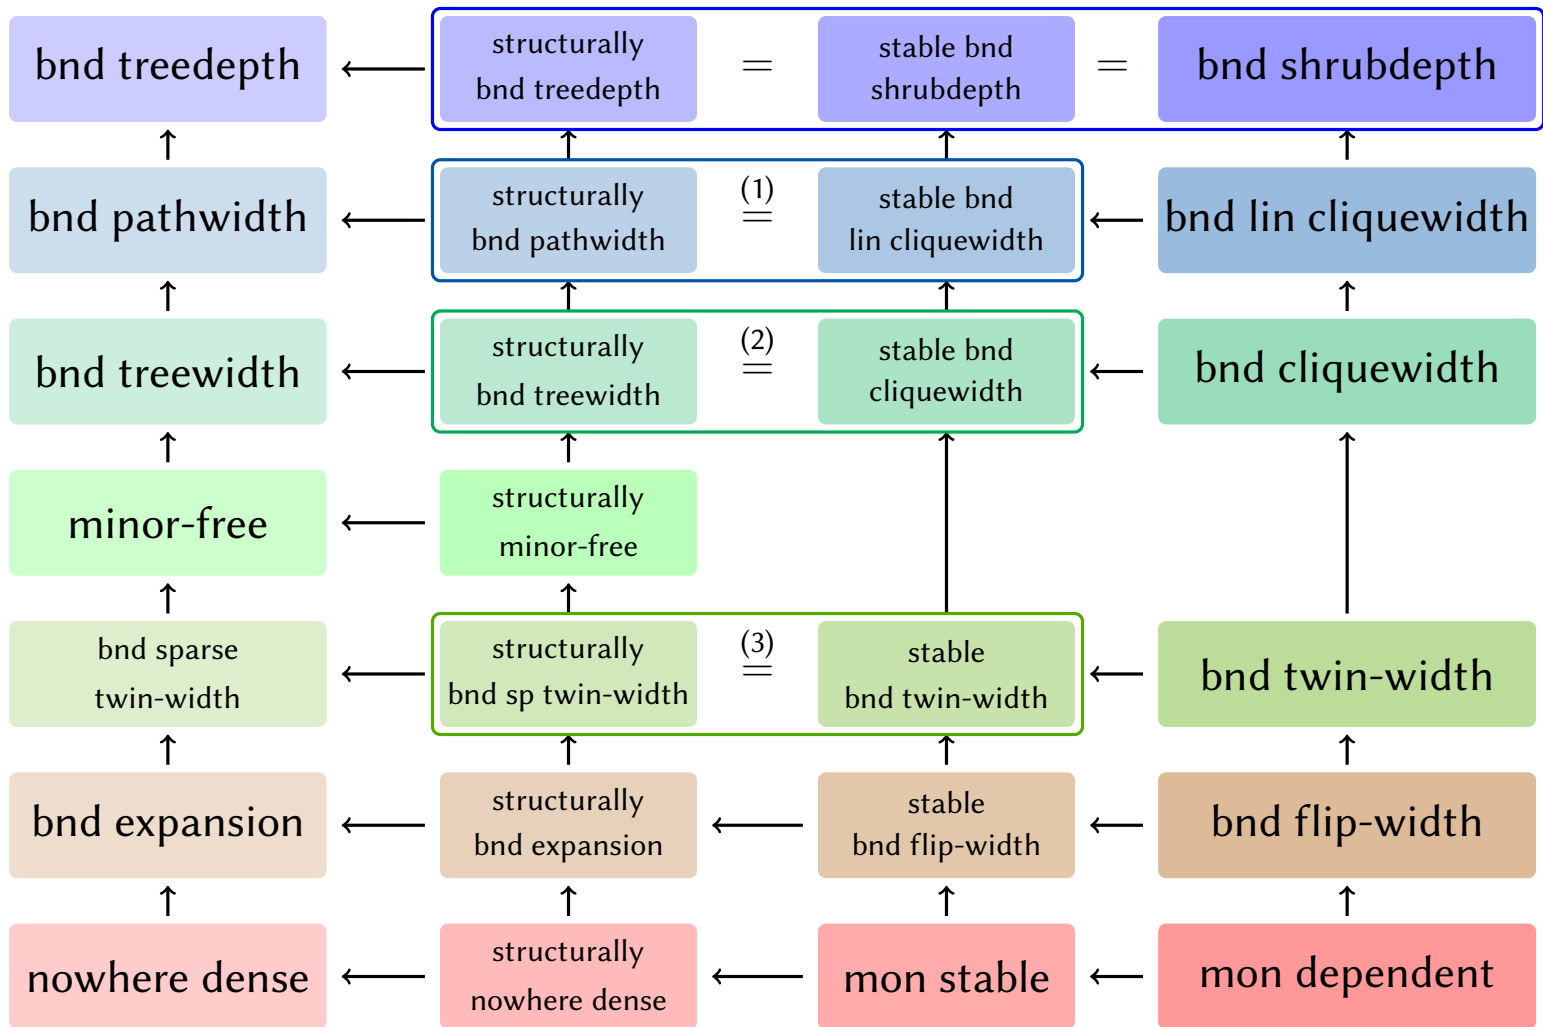 bnd treedepth
structurally
bnd treedepth
=
stable bnd
shrubdepth
=
bnd shrubdepth
bnd pathwidth
structurally
bnd pathwidth
(1)
=
stable bnd
lin cliquewidth
bnd lin cliquewidth
bnd treewidth
structurally
bnd treewidth
(2)
=
stable bnd
cliquewidth
bnd cliquewidth
minor-free
structurally
minor-free
bnd sparse
twin-width
structurally
bnd sp twin-width
(3)
=
stable
bnd twin-width
bnd twin-width
bnd expansion
structurally
bnd expansion
stable
bnd flip-width
bnd flip-width
nowhere dense
structurally
nowhere dense
mon stable
mon dependent